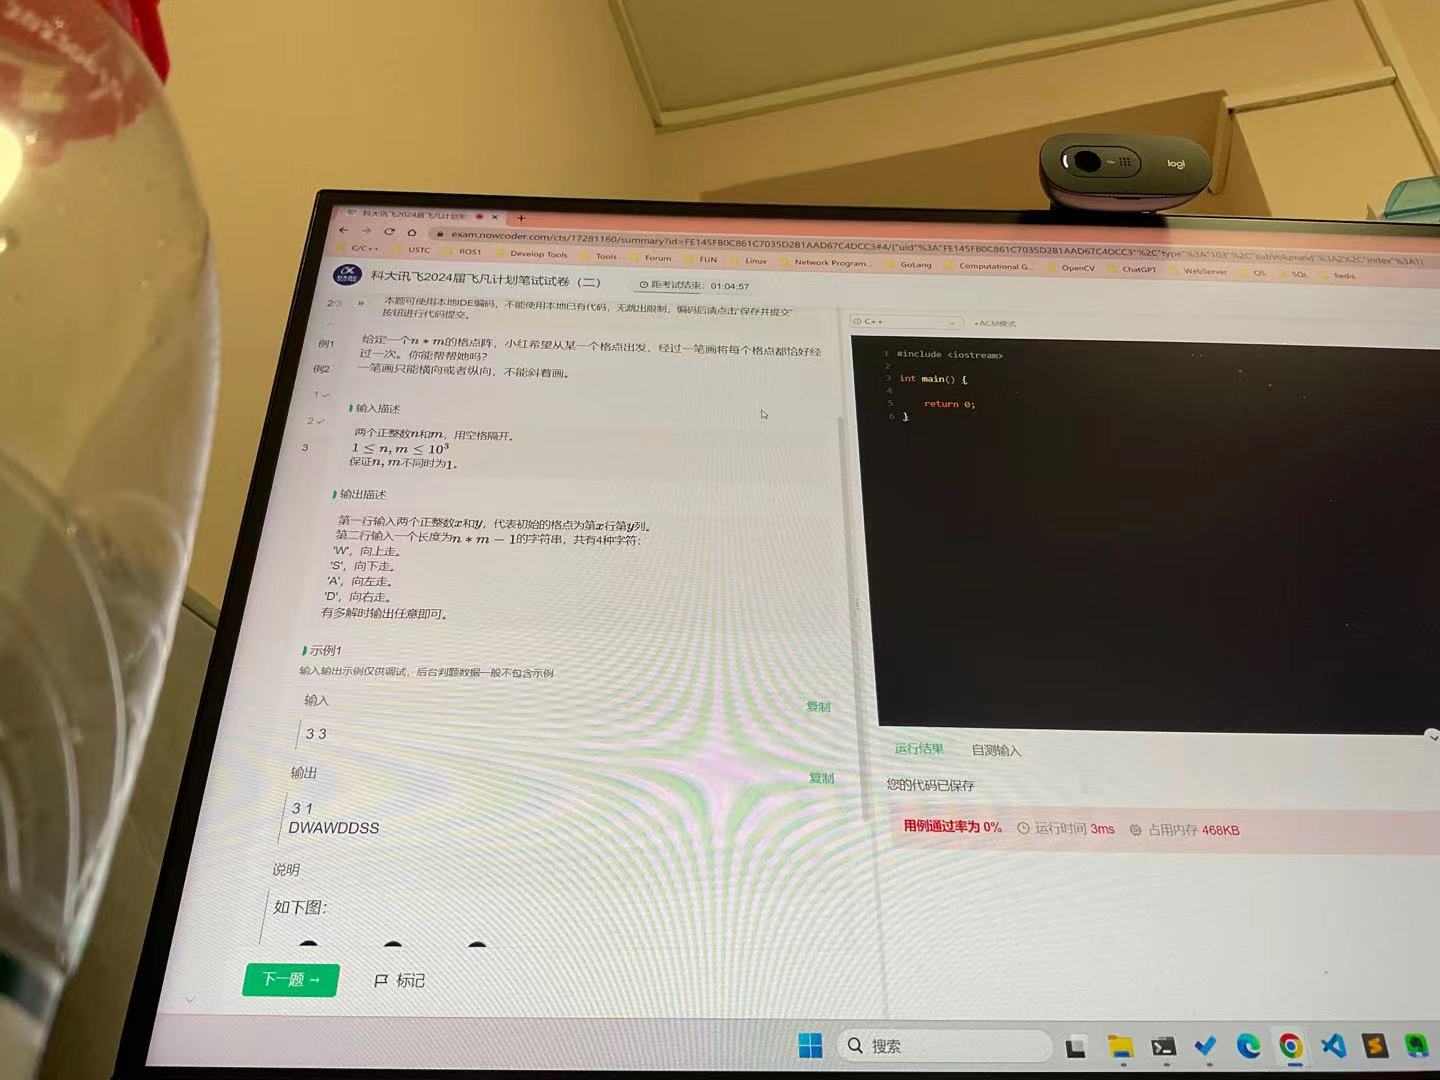 logi
科大讯飞2024届飞凡计划笔
exam.nowcoder.com/cts/17281160/summary?id=FE145FB0C861C7035D2B1AAD67C4DCC3#4/{"uid"%3A"FE145FB0C861C7035D2B1AAD67C4DCC3"%2C"type"%3A"103"%2C"subVolumeId"%3A2%2C"index"%3A1}
C/C++ USTC ROS1 Develop Tools Tools Forum FUN Linux Network Program... GoLang Computational G... OpenCV ChatGPT WebServer OS SQL Redis
科大讯飞2024届飞凡计划笔试试卷（二）
距考试结束：01:04:57
2/3 »
例1
例2
1
2
3
本题可使用本地IDE编码，不能使用本地已有代码，无跳出限制，编码后请点击“保存并提交”
按钮进行代码提交。
给定一个n * m的格点阵，小红希望从某一个格点出发，经过一笔画将每个格点都恰好经
过一次。你能帮帮她吗？
一笔画只能横向或者纵向，不能斜着画。
输入描述
两个正整数n和m，用空格隔开。
1 ≤ n, m ≤ 10³
保证n, m不同时为1。
输出描述
第一行输入两个正整数x和y，代表初始的格点为第x行第y列。
第二行输入一个长度为n * m − 1的字符串，共有4种字符：
'W'，向上走。
'S'，向下走。
'A'，向左走。
'D'，向右走。
有多解时输出任意即可。
示例1
输入输出示例仅供调试，后台判题数据一般不包含示例
输入
复制
3 3
输出
复制
3 1
DWAWDDSS
说明
如下图：
下一题 →
标记
C++
ACM模式
1 #include <iostream>
2
3 int main() {
4
5 return 0;
6 }
运行结果 自测输入
您的代码已保存
用例通过率为 0% 运行时间 3ms 占用内存 468KB
搜索